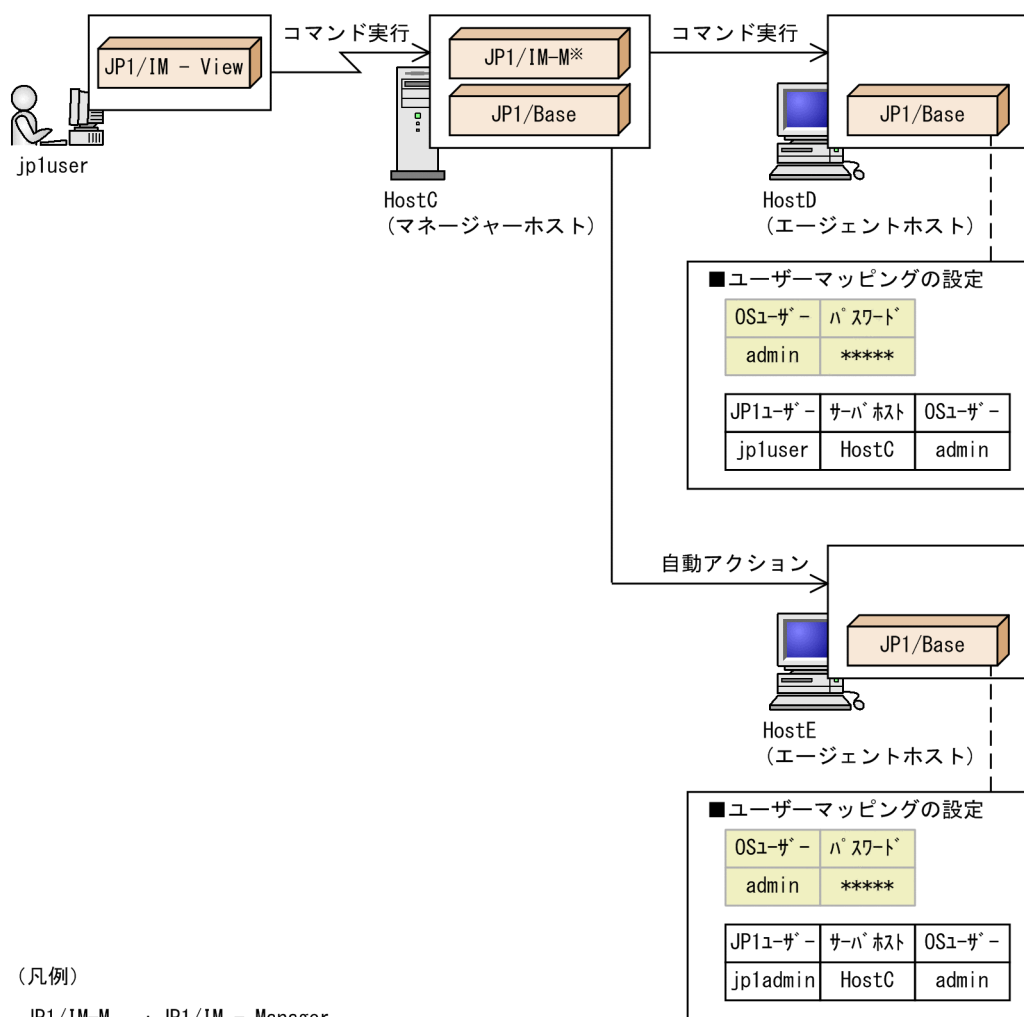 コマンド実行
コマンド実行
JP1/IM - View
JP1/IM-M※
JP1/Base
JP1/Base
jp1user
HostC
(マネージャーホスト)
HostD
(エージェントホスト)
■ユーザーマッピングの設定
OSユーザー パスワード
admin *****
JP1ユーザー サーバホスト OSユーザー
jp1user HostC admin
自動アクション
JP1/Base
HostE
(エージェントホスト)
■ユーザーマッピングの設定
OSユーザー パスワード
admin *****
JP1ユーザー サーバホスト OSユーザー
jp1admin HostC admin
(凡例)
JP1/IM-M : JP1/IM - Manager